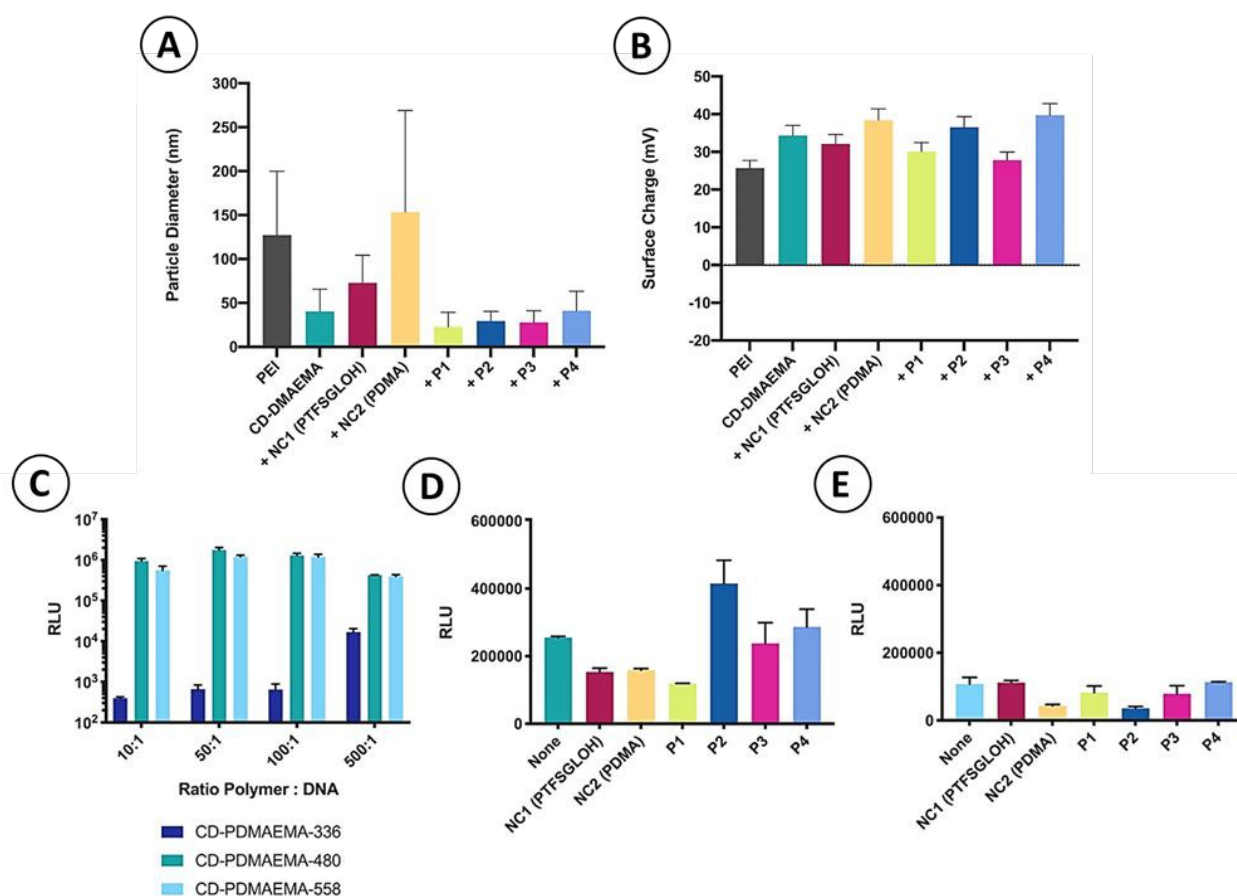 A
Particle Diameter (nm)
300
250
200
150
100
50
0
PEI
CD-DMAEMA
+ NC1 (PTFSGLOH)
+ NC2 (PDMA)
+ P1
+ P2
+ P3
+ P4
B
Surface Charge (mV)
50
40
30
20
10
0
-10
-20
PEI
CD-DMAEMA
+ NC1 (PTFSGLOH)
+ NC2 (PDMA)
+ P1
+ P2
+ P3
+ P4
C
RLU
10⁷
10⁶
10⁵
10⁴
10³
10²
10:1
50:1
100:1
500:1
Ratio Polymer : DNA
CD-PDMAEMA-336
CD-PDMAEMA-480
CD-PDMAEMA-558
D
RLU
600000
400000
200000
0
None
NC1 (PTFSGLOH)
NC2 (PDMA)
P1
P2
P3
P4
E
RLU
600000
400000
200000
0
None
NC1 (PTFSGLOH)
NC2 (PDMA)
P1
P2
P3
P4